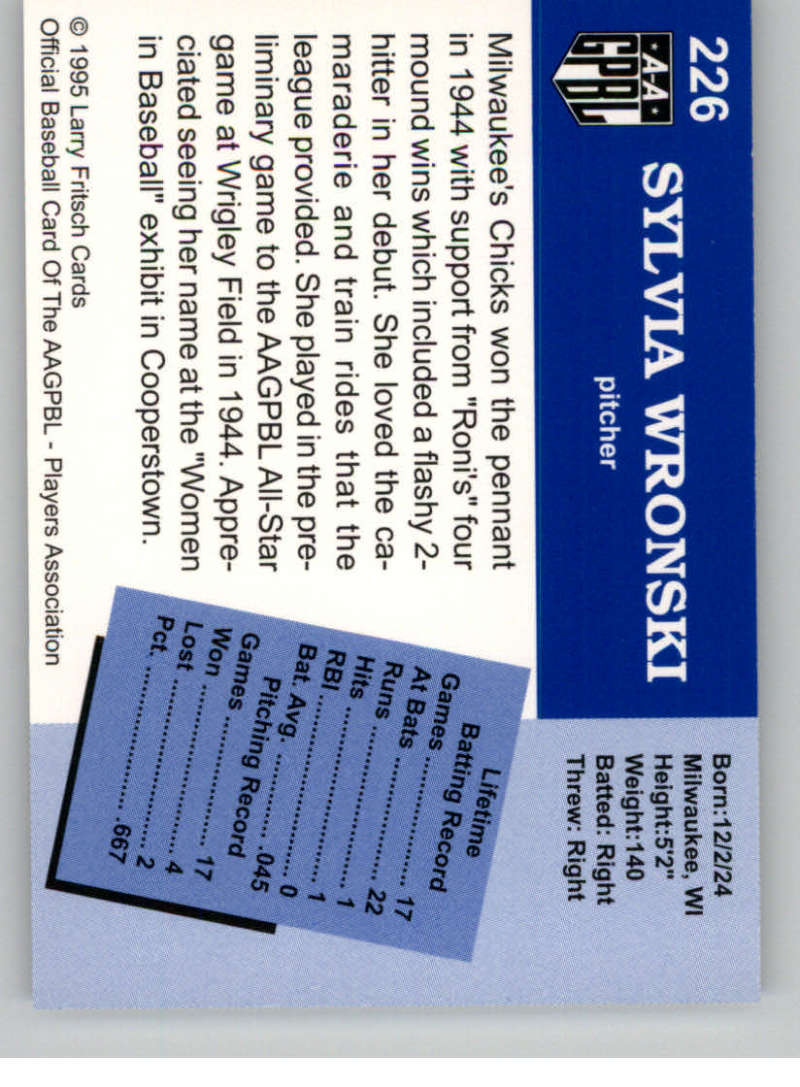 226
A-A
GPBL
SYLVIA WRONSKI
pitcher
Born:12/2/24
Milwaukee, WI
Height:5'2"
Weight:140
Batted: Right
Threw: Right
Milwaukee's Chicks won the pennant
in 1944 with support from "Roni's" four
mound wins which included a flashy 2-
hitter in her debut. She loved the ca-
maraderie and train rides that the
league provided. She played in the pre-
liminary game to the AAGPBL All-Star
game at Wrigley Field in 1944. Appre-
ciated seeing her name at the "Women
in Baseball" exhibit in Cooperstown.
Lifetime
Batting Record
Games ..................... 17
At Bats .................... 22
Runs ......................... 1
Hits ........................... 1
RBI ............................ 0
Bat. Avg. .............. .045
Pitching Record
Games ..................... 17
Won .......................... 4
Lost .......................... 2
Pct. ....................... .667
© 1995 Larry Fritsch Cards
Official Baseball Card Of The AAGPBL - Players Association